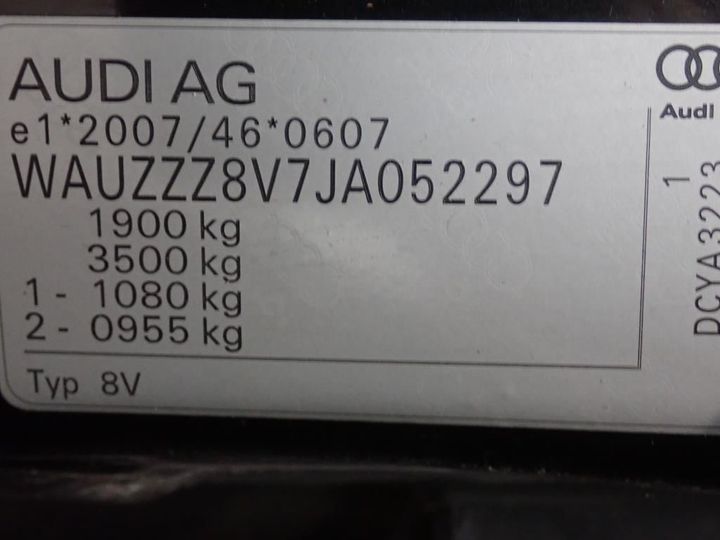 AUDI AG
e1*2007/46*0607
WAUZZZ8V7JA052297
1900 kg
3500 kg
1 - 1080 kg
2 - 0955 kg
Typ 8V
Audi
1
DCYA3223